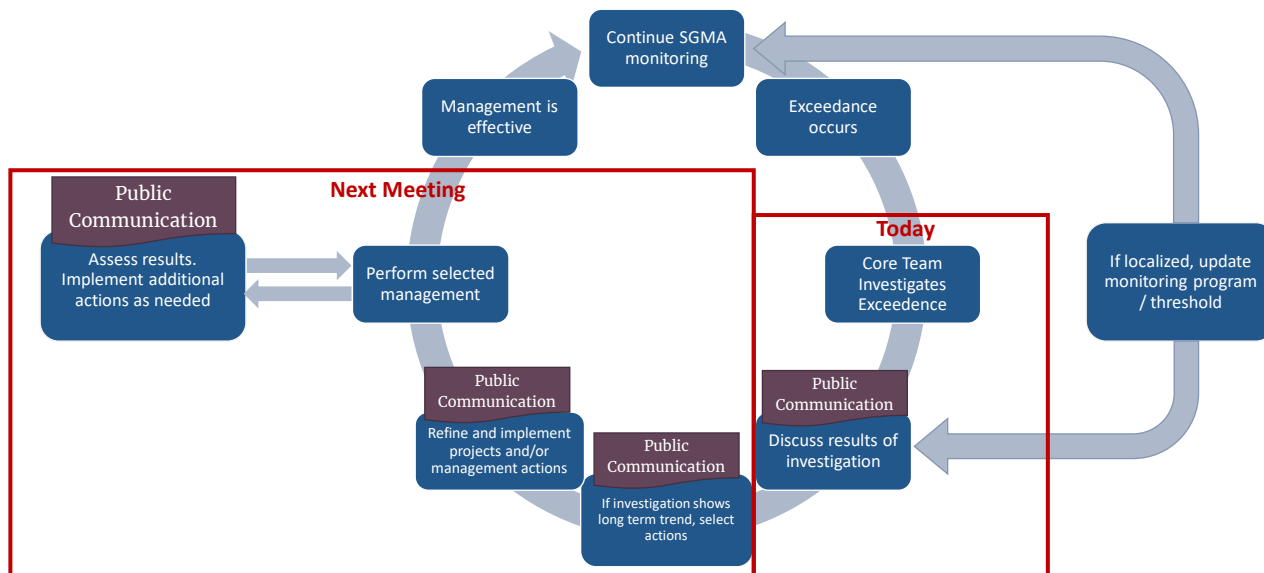 Continue SGMA
monitoring
Management is
effective
Exceedance
occurs
Next Meeting
Public
Communication
Assess results.
Implement additional
actions as needed
Perform selected
management
Today
Core Team
Investigates
Exceedence
If localized, update
monitoring program
/ threshold
Public
Communication
Refine and implement
projects and/or
management actions
Public
Communication
If investigation shows
long term trend, select
actions
Public
Communication
Discuss results of
investigation